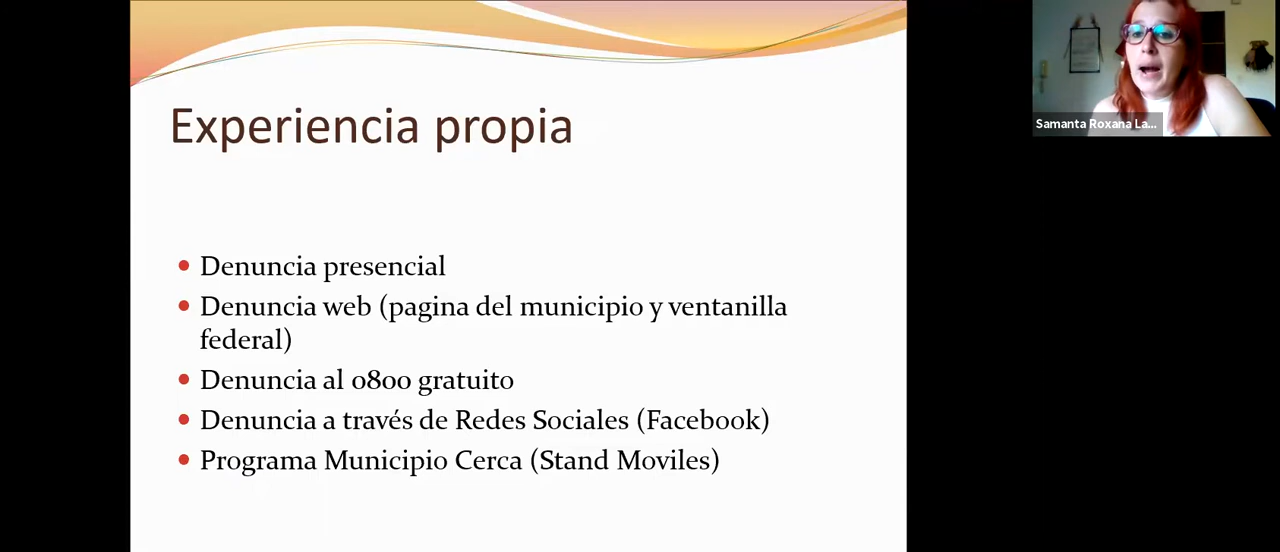 Experiencia propia
Samanta Roxana La...
Denuncia presencial
Denuncia web (pagina del municipio y ventanilla
federal)
Denuncia al 0800 gratuito
Denuncia a través de Redes Sociales (Facebook)
Programa Municipio Cerca (Stand Moviles)